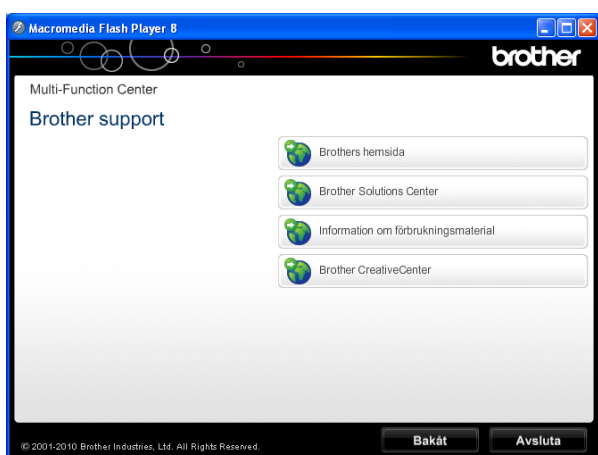 Macromedia Flash Player 8
brother
Multi-Function Center
Brother support
Brothers hemsida
Brother Solutions Center
Information om förbrukningsmaterial
Brother CreativeCenter
© 2001-2010 Brother Industries, Ltd. All Rights Reserved.
Bakåt
Avsluta